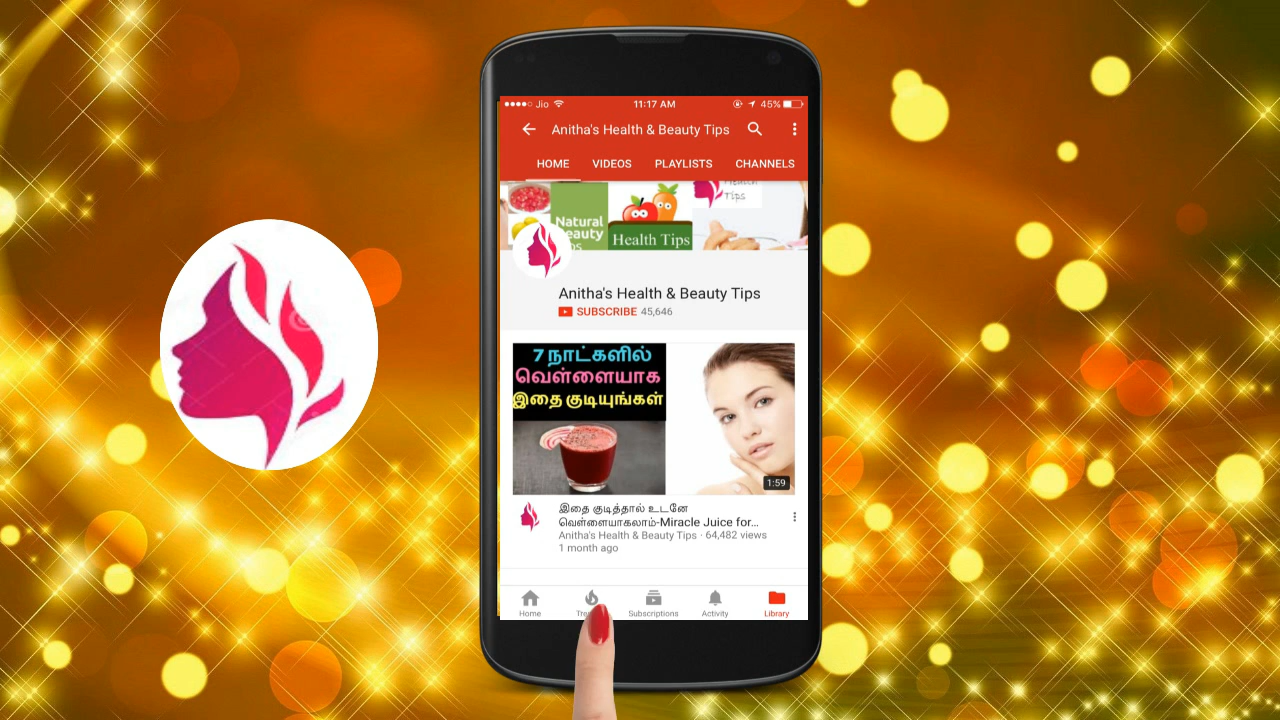 Jio 11:17 AM 45%
Anitha's Health & Beauty Tips
HOME VIDEOS PLAYLISTS CHANNELS
Tips
Natural
Health Tips
Anitha's Health & Beauty Tips
SUBSCRIBE 45,646
7 நாட்களில்
வெள்ளையாக
இதை குடியுங்கள்
1:59
இதை குடித்தால் உடனே
வெள்ளையாகலாம்-Miracle Juice for...
Anitha's Health & Beauty Tips · 64,482 views
1 month ago
Home Subscriptions Activity Library